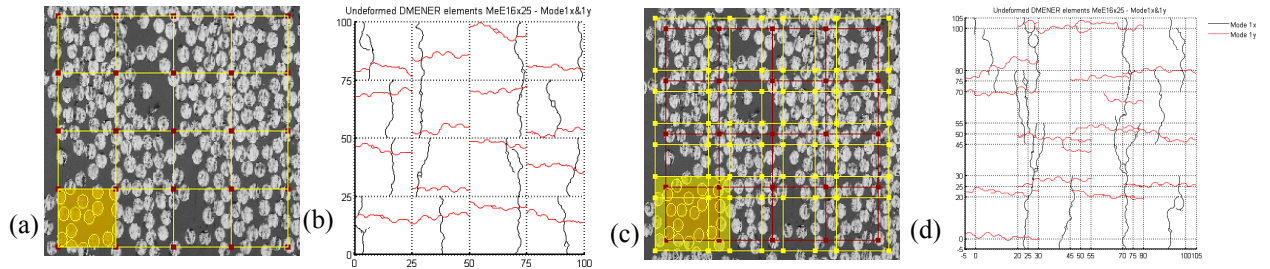 (a)
(b)
Undeformed DMENER elements MeE16x25 - Mode1x&1y
100
75
50
25
0
0 25 50 75 100
(c)
(d)
Undeformed DMENER elements MeE16x25 - Mode1x&1y
105
100
80
75
70
55
50
45
30
25
20
0
-5
-5 0 20 25 30 40 45 50 55 70 75 80 100 105
Mode 1x
Mode 1y